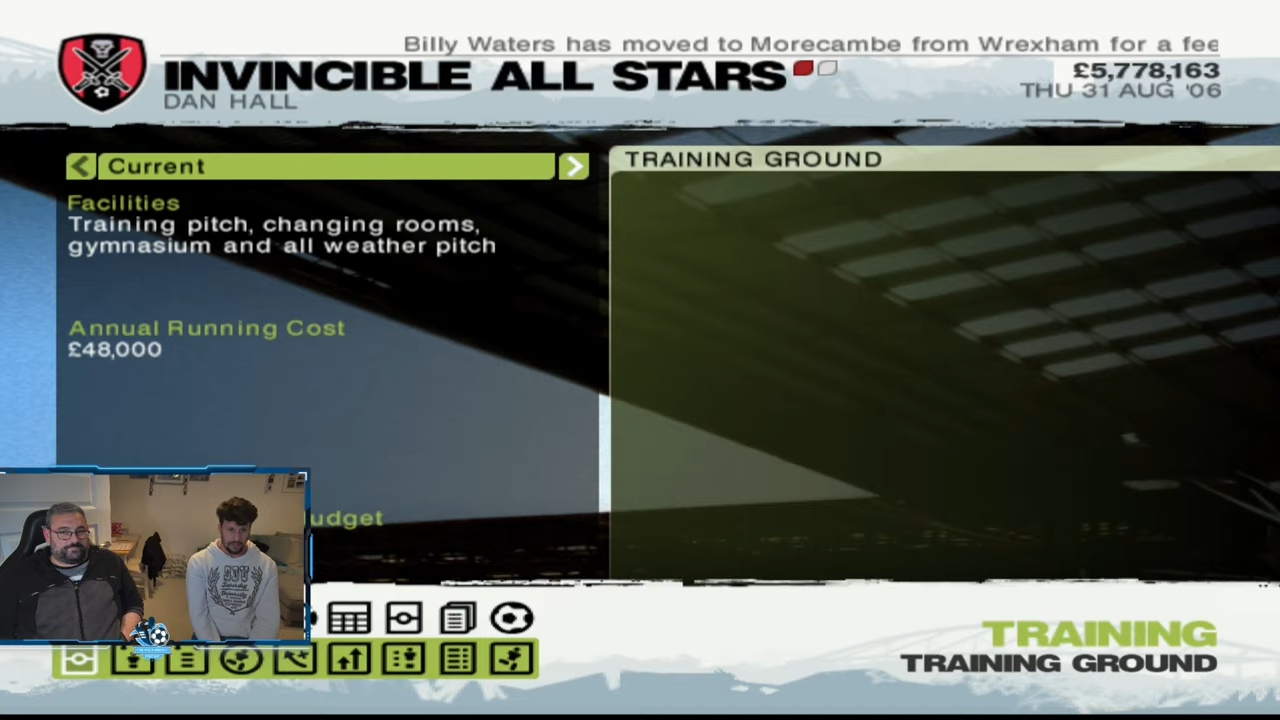 Billy Waters has moved to Morecambe from Wrexham for a fee
INVINCIBLE ALL STARS
£5,778,163
DAN HALL
THU 31 AUG '06
Current
TRAINING GROUND
Facilities
Training pitch, changing rooms,
gymnasium and all weather pitch
Annual Running Cost
£48,000
udget
TRAINING
TRAINING GROUND